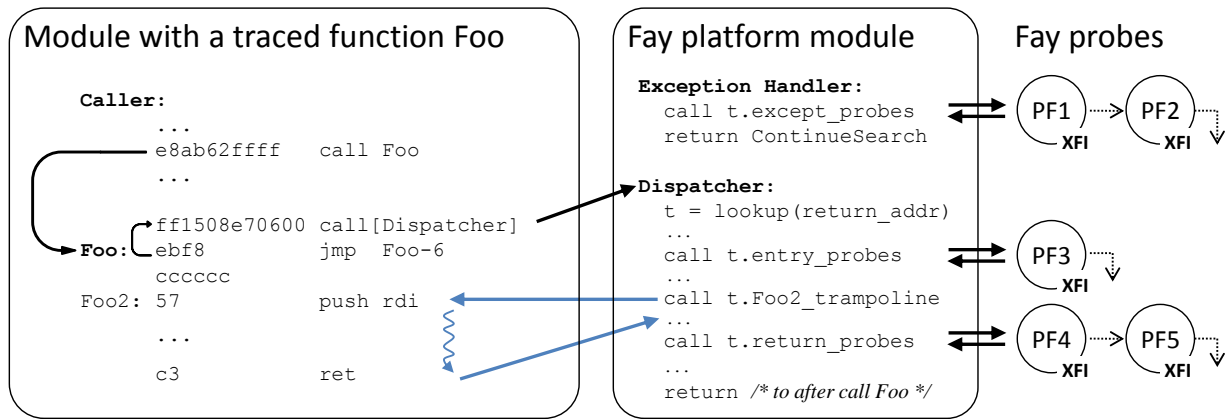 Module with a traced function Foo
Caller:
...
e8ab62ffff call Foo
...
ff1508e70600 call[Dispatcher]
Foo: ebf8 jmp Foo-6
cccccc
Foo2: 57 push rdi
...
c3 ret
Fay platform module
Exception Handler:
call t.except_probes
return ContinueSearch
Dispatcher:
t = lookup(return_addr)
...
call t.entry_probes
...
call t.Foo2_trampoline
...
call t.return_probes
...
return /* to after call Foo */
Fay probes
PF1 PF2
XFI XFI
PF3
XFI
PF4 PF5
XFI XFI